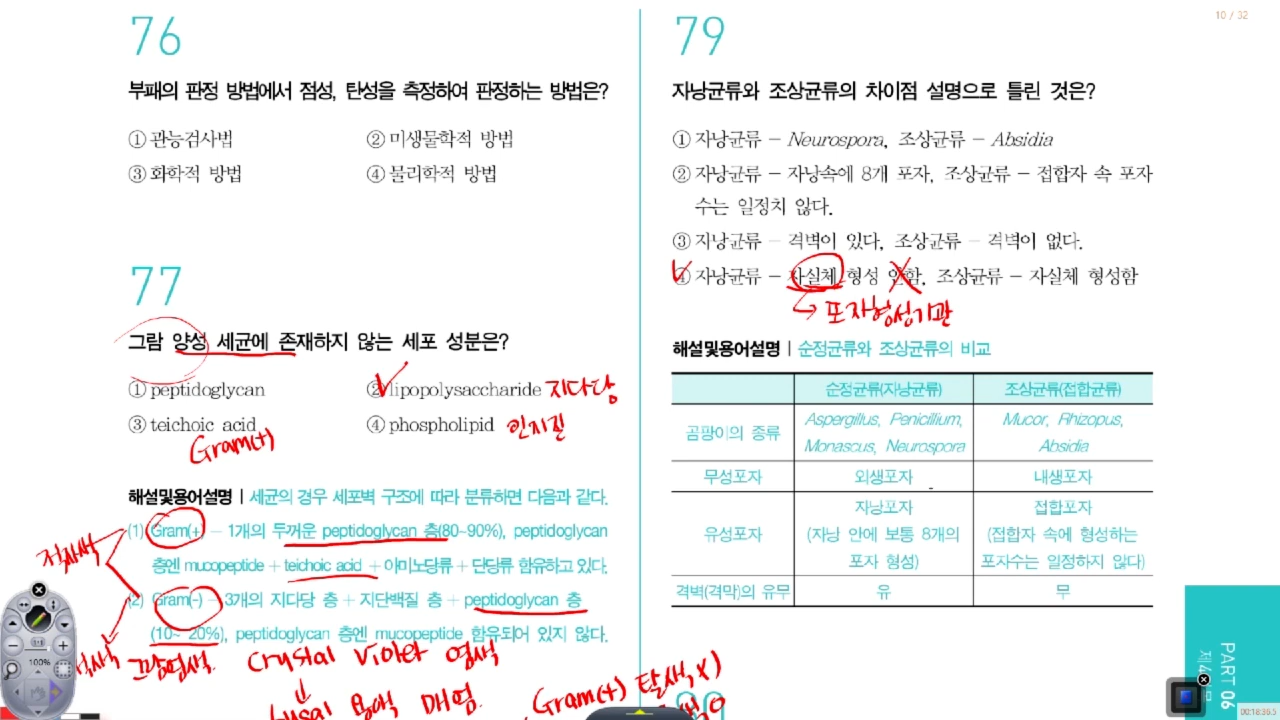 10 / 32
76
부패의 판정 방법에서 점성, 탄성을 측정하여 판정하는 방법은?
① 관능검사법 ② 미생물학적 방법
③ 화학적 방법 ④ 물리학적 방법
77
그람 양성 세균에 존재하지 않는 세포 성분은?
① peptidoglycan ② lipopolysaccharide 지다당
③ teichoic acid ④ phospholipid 인지질
Gram(+)
해설및용어설명 | 세균의 경우 세포벽 구조에 따라 분류하면 다음과 같다.
(1) Gram(+) - 1개의 두꺼운 peptidoglycan 층(80~90%), peptidoglycan
층엔 mucopeptide + teichoic acid + 아미노당류 + 단당류 함유하고 있다.
적자색
(2) Gram(-) - 3개의 지다당 층 + 지단백질 층 + peptidoglycan 층
(10~ 20%), peptidoglycan 층엔 mucopeptide 함유되어 있지 않다.
그람염색. Crystal Violet 염색
용액 매염.
Gram(+) 탈색 x)
79
자낭균류와 조상균류의 차이점 설명으로 틀린 것은?
① 자낭균류 - Neurospora, 조상균류 - Absidia
② 자낭균류 - 자낭속에 8개 포자, 조상균류 - 접합자 속 포자
수는 일정치 않다.
③ 자낭균류 - 격벽이 있다, 조상균류 - 격벽이 없다.
④ 자낭균류 - 자실체 형성 안함, 조상균류 - 자실체 형성함
포자형성기관
해설및용어설명 | 순정균류와 조상균류의 비교
순정균류(자낭균류) 조상균류(접합균류)
곰팡이의 종류 Aspergillus, Penicillium, Monascus, Neurospora Mucor, Rhizopus, Absidia
무성포자 외생포자 내생포자
유성포자 자낭포자 (자낭 안에 보통 8개의 포자 형성) 접합포자 (접합자 속에 형성하는 포자수는 일정하지 않다)
격벽(격막)의 유무 유 무
PART 06
100%
00:18:36.5